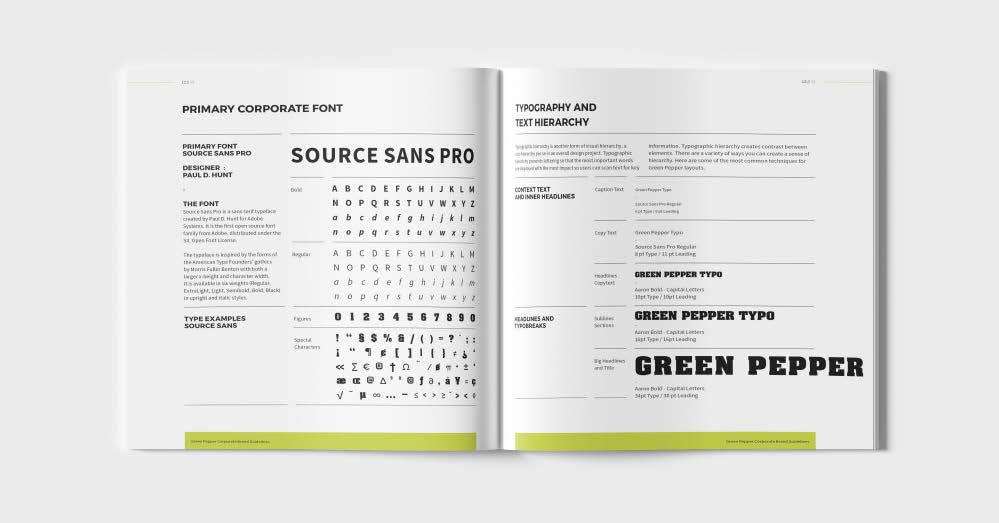 PRIMARY CORPORATE FONT
PRIMARY FONT
SOURCE SANS PRO
DESIGNER :
PAUL D. HUNT
-
THE FONT
Source Sans Pro is a sans serif typeface
created by Paul D. Hunt for Adobe
Systems. It is the first open source font
family from Adobe, distributed under the
SIL Open Font License.
The typeface is inspired by the forms of
the American Type Founders' gothics
by Morris Fuller Benton with both a
larger x-height and character width.
It is available in six weights (Regular,
ExtraLight, Light, Semibold, Bold, Black)
in upright and italic styles.
TYPE EXAMPLES
SOURCE SANS
SOURCE SANS PRO
Bold
A B C D E F G H I J K L M
N O P Q R S T U V W X Y Z
a b c d e f g h i j k l m
n o p q r s t u v w x y z
Regular
A B C D E F G H I J K L M
N O P Q R S T U V W X Y Z
a b c d e f g h i j k l m
n o p q r s t u v w x y z
Figures
0 1 2 3 4 5 6 7 8 9 0
Special
Characters
! " § $ % & / ( ) = ? ` ; :
¡ " ¶ ¢ [ ] | { } ≠ ¿ '
« ∑ € ® † Ω ¨ / ø π • ± '
æ œ @ ∆ ° ª © ƒ ∂ ‚ å ¥ ≈ ç
√ ~ µ ∞ … – ≤ < > ≥ ˘ > < ◊
Green Pepper Corporate Brand Guidelines
TYPOGRAPHY AND
TEXT HIERARCHY
Typographic hierarchy is another form of visual hierarchy, a
sub-hierarchy per se in an overall design project. Typographic
hierarchy presents lettering so that the most important words
are displayed with the most impact so users can scan text for key
information. Typographic hierarchy creates contrast between
elements. There are a variety of ways you can create a sense of
hierarchy. Here are some of the most common techniques for
Green Pepper layouts.
CONTEXT TEXT
AND INNER HEADLINES
Caption Text
Green Pepper Typo
-
Source Sans Pro Regular
6 pt Type / 9 pt Leading
Copy Text
Green Pepper Typo
-
Source Sans Pro Regular
8 pt Type / 11 pt Leading
Headlines
Copytext
GREEN PEPPER TYPO
-
Aaron Bold - Capital Letters
10pt Type / 10pt Leading
HEADLINES AND
TYPOBREAKS
Sublines
Sections
GREEN PEPPER TYPO
-
Aaron Bold - Capital Letters
16pt Type / 16pt Leading
Big Headlines
and Title
GREEN PEPPER
-
Aaron Bold - Capital Letters
34pt Type / 30 pt Leading
Green Pepper Corporate Brand Guidelines